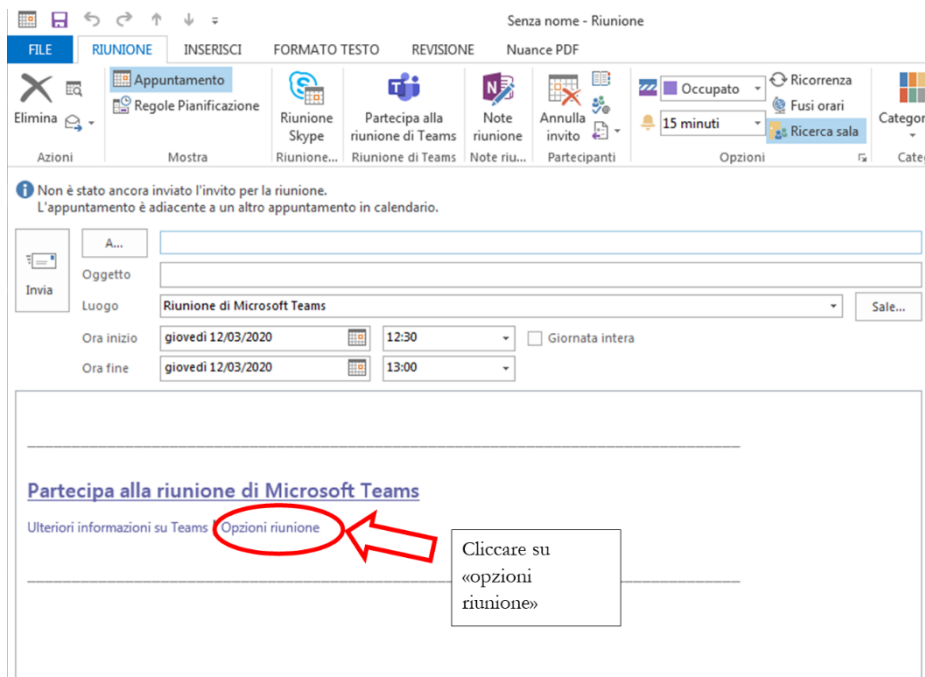 Senza nome - Riunione
FILE RIUNIONE INSERISCI FORMATO TESTO REVISIONE Nuance PDF
Elimina
Appuntamento
Regole Pianificazione
Riunione
Skype
Partecipa alla
riunione di Teams
Note
riunione
Annulla
invito
Occupato
15 minuti
Ricorrenza
Fusi orari
Ricerca sala
Categor
Azioni Mostra Riunione... Riunione di Teams Note riu... Partecipanti Opzioni Cate
Non è stato ancora inviato l'invito per la riunione.
L'appuntamento è adiacente a un altro appuntamento in calendario.
Invia
A...
Oggetto
Luogo Riunione di Microsoft Teams Sale...
Ora inizio giovedì 12/03/2020 12:30 Giornata intera
Ora fine giovedì 12/03/2020 13:00
Partecipa alla riunione di Microsoft Teams
Ulteriori informazioni su Teams | Opzioni riunione
Cliccare su
«opzioni
riunione»